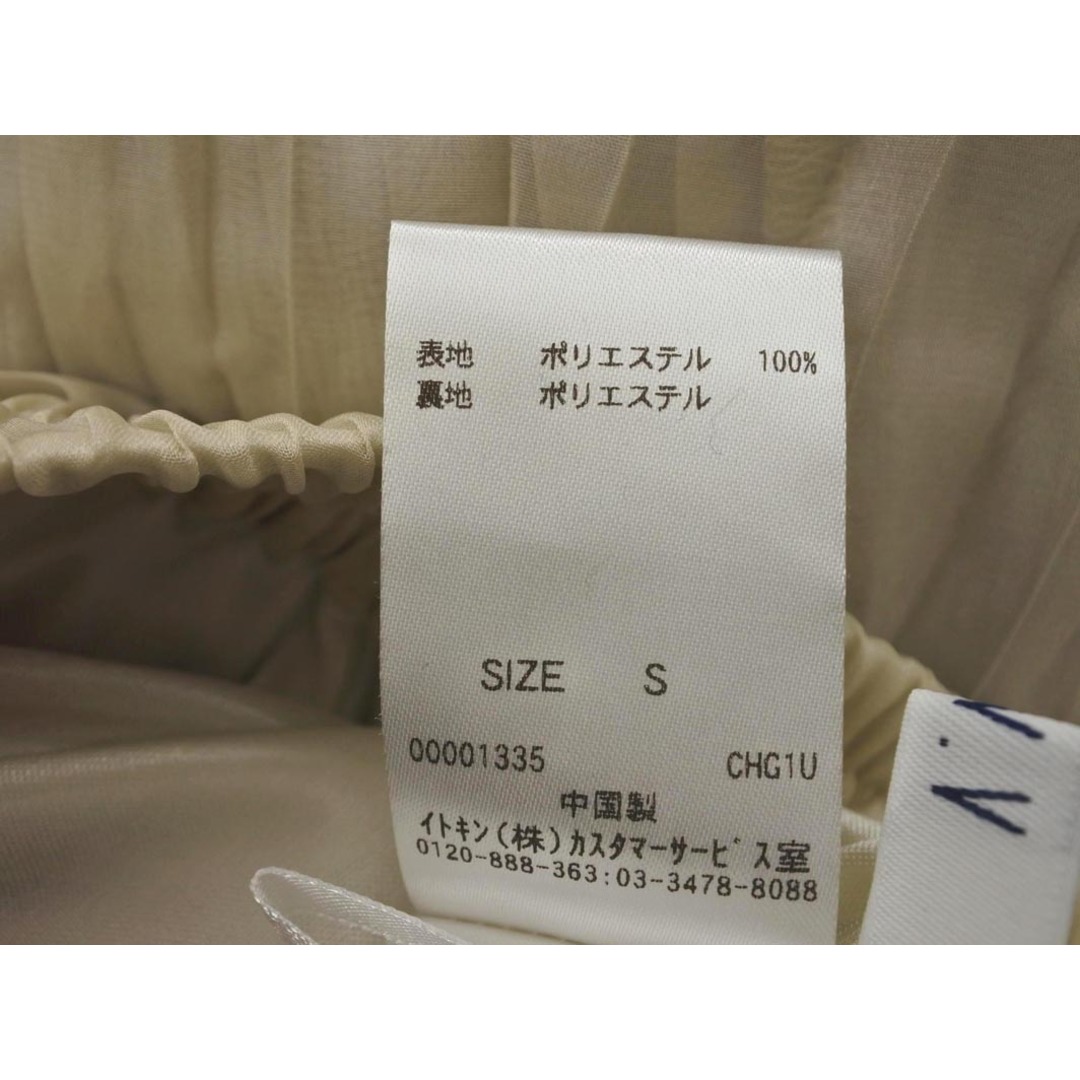 表地 ポリエステル 100%
裏地 ポリエステル
SIZE S
00001335 CHG1U
中国製
イトキン(株)カスタマーサービス室
0120-888-363:03-3478-8088